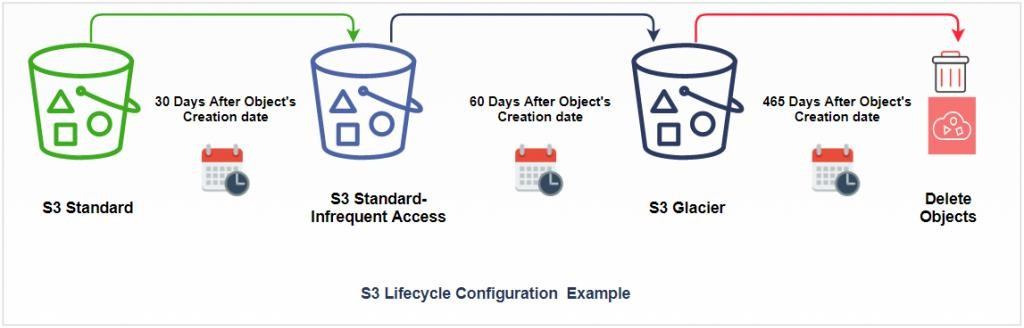 30 Days After Object's
Creation date
60 Days After Object's
Creation date
465 Days After Object's
Creation date
S3 Standard
S3 Standard-
Infrequent Access
S3 Glacier
Delete
Objects
S3 Lifecycle Configuration Example